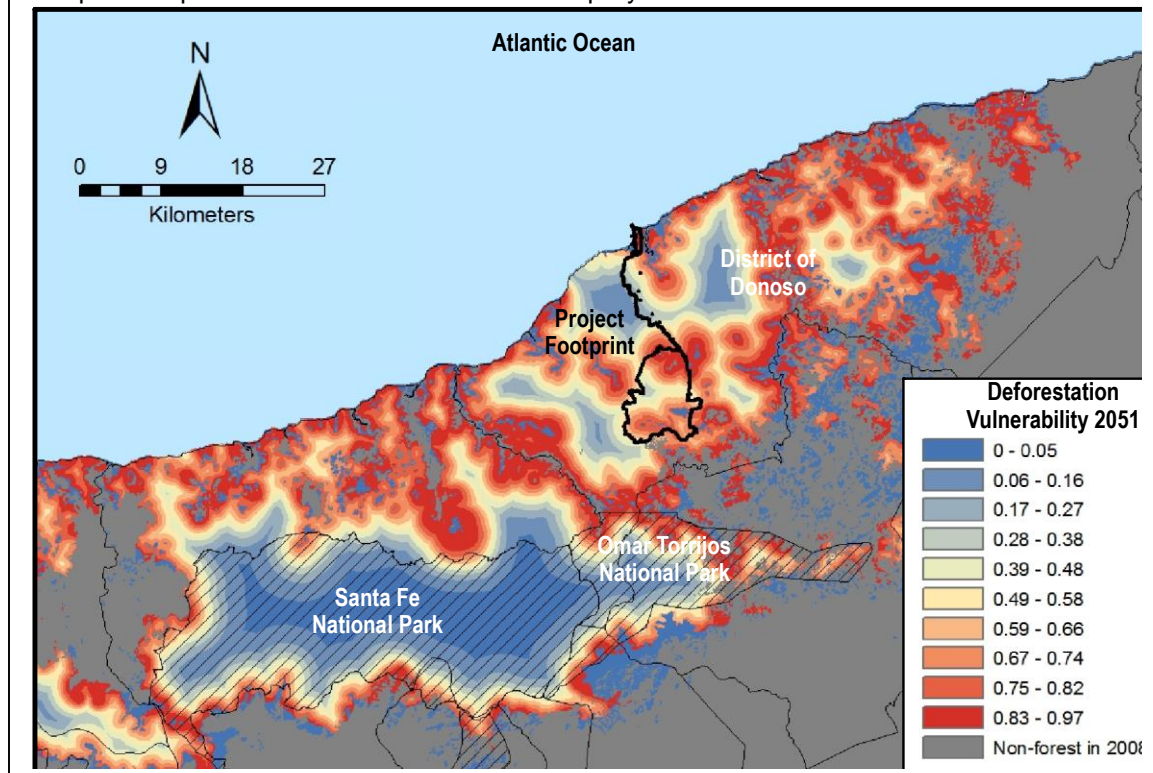 Atlantic Ocean
N
0 9 18 27
Kilometers
District of
Donoso
Project
Footprint
Omar Torrijos
National Park
Santa Fe
National Park
Deforestation
Vulnerability 2051
0 - 0.05
0.06 - 0.16
0.17 - 0.27
0.28 - 0.38
0.39 - 0.48
0.49 - 0.58
0.59 - 0.66
0.67 - 0.74
0.75 - 0.82
0.83 - 0.97
Non-forest in 2008